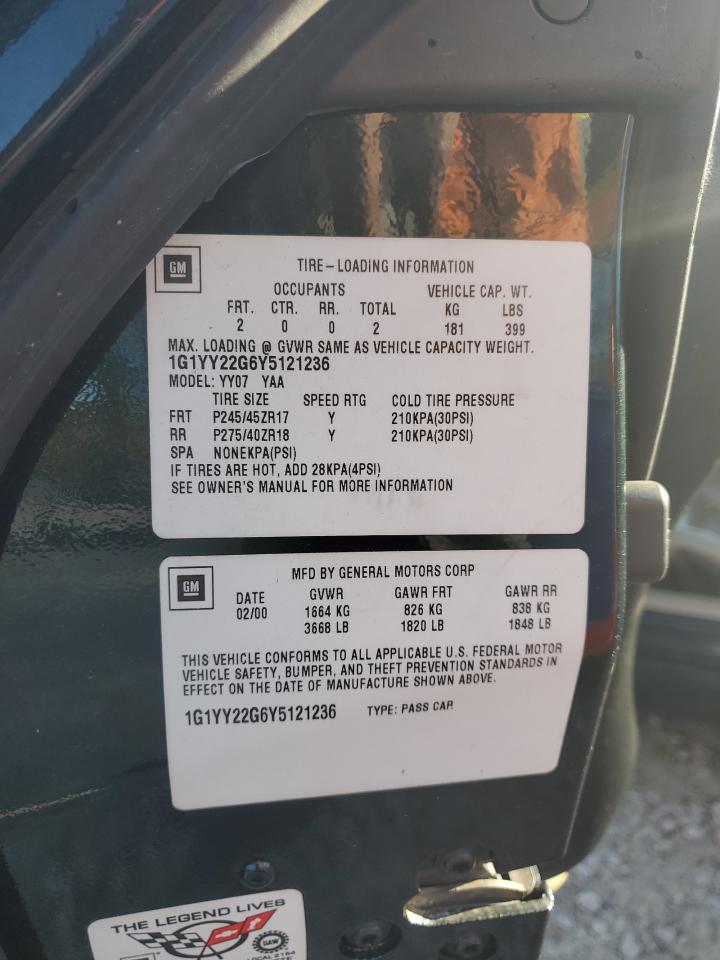 GM
TIRE-LOADING INFORMATION
OCCUPANTS VEHICLE CAP. WT.
FRT. CTR. RR. TOTAL KG LBS
2 0 0 2 181 399
MAX. LOADING @ GVWR SAME AS VEHICLE CAPACITY WEIGHT.
1G1YY22G6Y5121236
MODEL: YY07 YAA
TIRE SIZE SPEED RTG COLD TIRE PRESSURE
FRT P245/45ZR17 Y 210KPA(30PSI)
RR P275/40ZR18 Y 210KPA(30PSI)
SPA NONEKPA(PSI)
IF TIRES ARE HOT, ADD 28KPA(4PSI)
SEE OWNER'S MANUAL FOR MORE INFORMATION
GM
MFD BY GENERAL MOTORS CORP
DATE GVWR GAWR FRT GAWR RR
02/00 1664 KG 826 KG 838 KG
3668 LB 1820 LB 1848 LB
THIS VEHICLE CONFORMS TO ALL APPLICABLE U.S. FEDERAL MOTOR
VEHICLE SAFETY, BUMPER, AND THEFT PREVENTION STANDARDS IN
EFFECT ON THE DATE OF MANUFACTURE SHOWN ABOVE.
1G1YY22G6Y5121236 TYPE: PASS CAR
THE LEGEND LIVES
UAW
LOCAL 2164